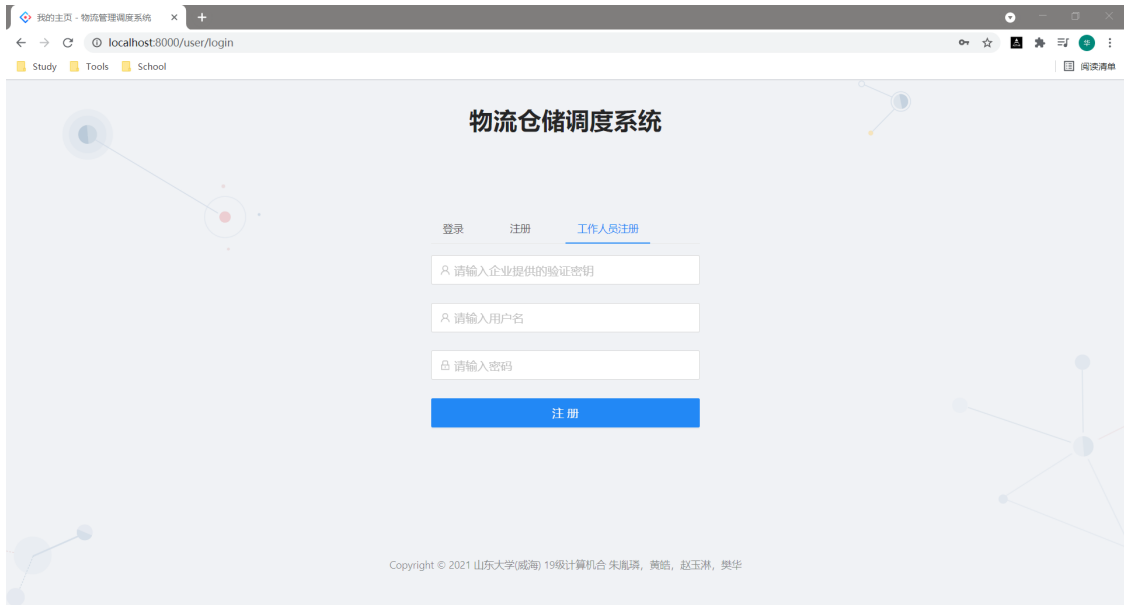 我的主页 - 物流管理调度系统
localhost:8000/user/login
华
Study Tools School 阅读清单
物流仓储调度系统
登录 注册 工作人员注册
请输入企业提供的验证密钥
请输入用户名
请输入密码
注 册
Copyright © 2021 山东大学(威海) 19级计算机合 朱胤璘，黄皓，赵玉淋，樊华